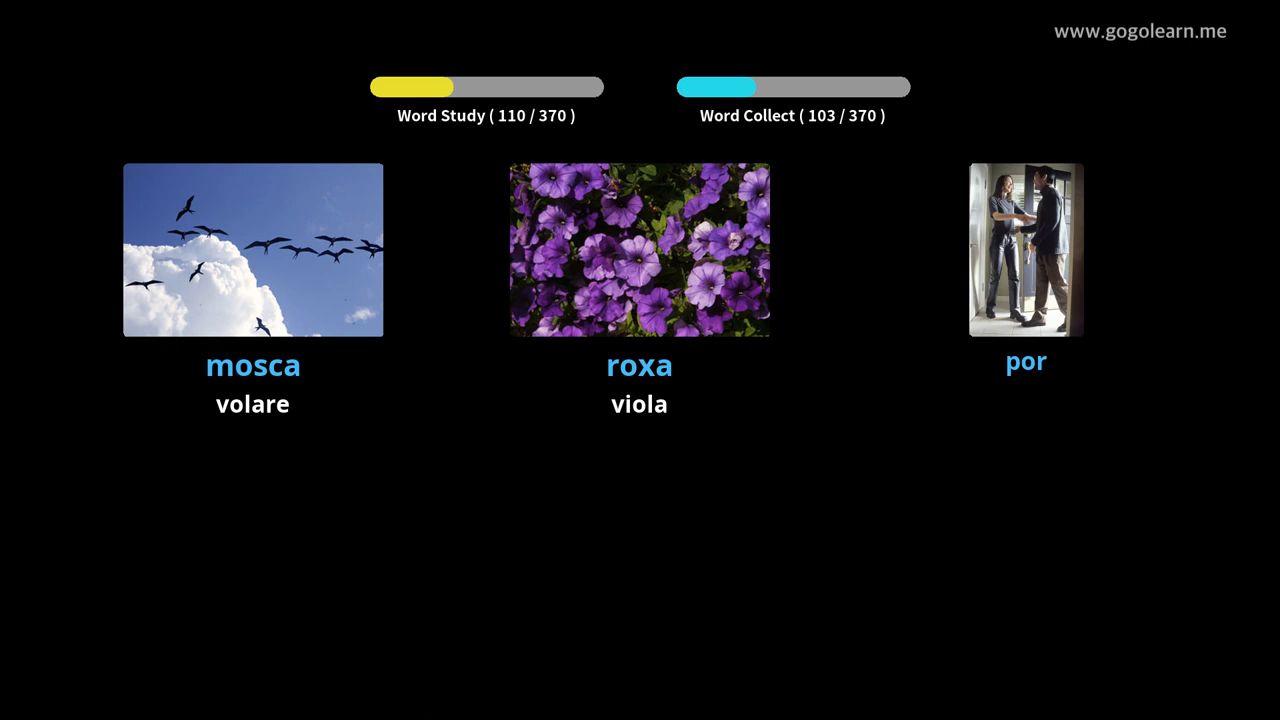 www.gogolearn.me
Word Study ( 110 / 370 )
Word Collect ( 103 / 370 )
mosca
volare
roxa
viola
por